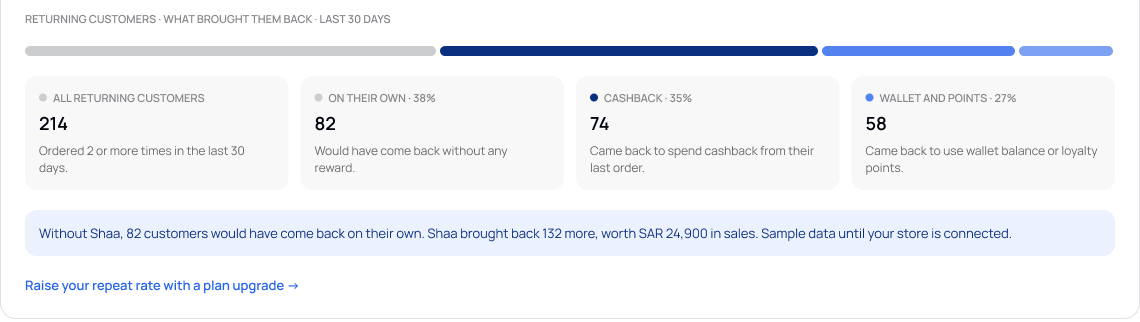 RETURNING CUSTOMERS · WHAT BROUGHT THEM BACK · LAST 30 DAYS
ALL RETURNING CUSTOMERS
214
Ordered 2 or more times in the last 30
days.
ON THEIR OWN · 38%
82
Would have come back without any
reward.
CASHBACK · 35%
74
Came back to spend cashback from their
last order.
WALLET AND POINTS · 27%
58
Came back to use wallet balance or loyalty
points.
Without Shaa, 82 customers would have come back on their own. Shaa brought back 132 more, worth SAR 24,900 in sales. Sample data until your store is connected.
Raise your repeat rate with a plan upgrade →